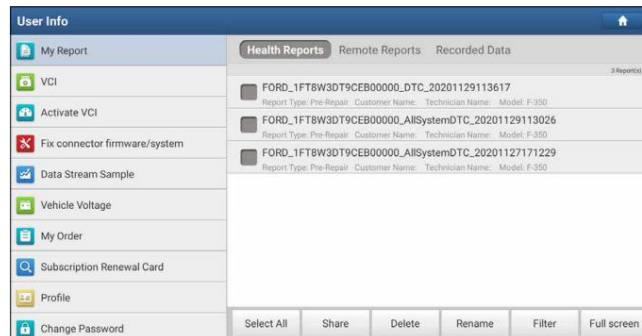 User Info
My Report
VCI
Activate VCI
Fix connector firmware/system
Data Stream Sample
Vehicle Voltage
My Order
Subscription Renewal Card
Profile
Change Password
Health Reports Remote Reports Recorded Data
3 Report(s)
FORD_1FT8W3DT9CEB00000_DTC_20201129113617
Report Type: Pre-Repair Customer Name: Technician Name: Model: F-350
FORD_1FT8W3DT9CEB00000_AllSystemDTC_20201129113026
Report Type: Pre-Repair Customer Name: Technician Name: Model: F-350
FORD_1FT8W3DT9CEB00000_AllSystemDTC_20201127171229
Report Type: Pre-Repair Customer Name: Technician Name: Model: F-350
Select All Share Delete Rename Filter Full screen